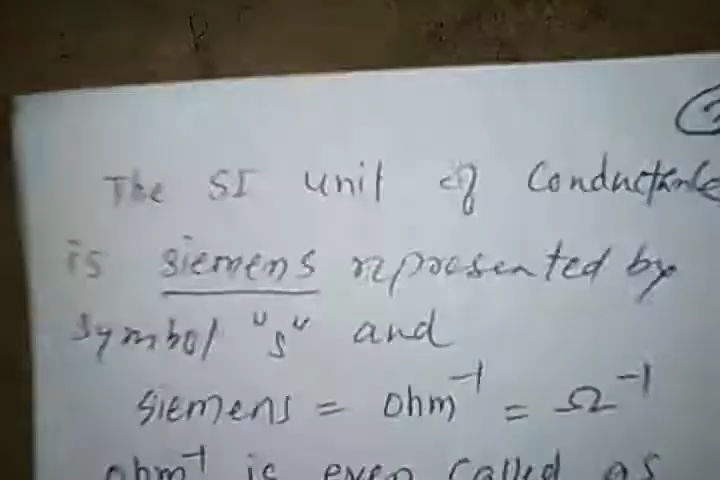 The SI unit of Conductance
is siemens represented by
symbol "s" and
siemens = ohm⁻¹ = Ω⁻¹
ohm⁻¹ is even called as